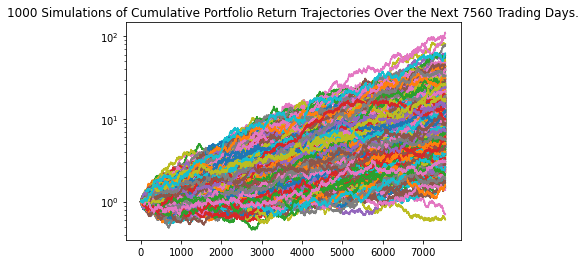 1000 Simulations of Cumulative Portfolio Return Trajectories Over the Next 7560 Trading Days.
10²
10¹
10⁰
0 1000 2000 3000 4000 5000 6000 7000